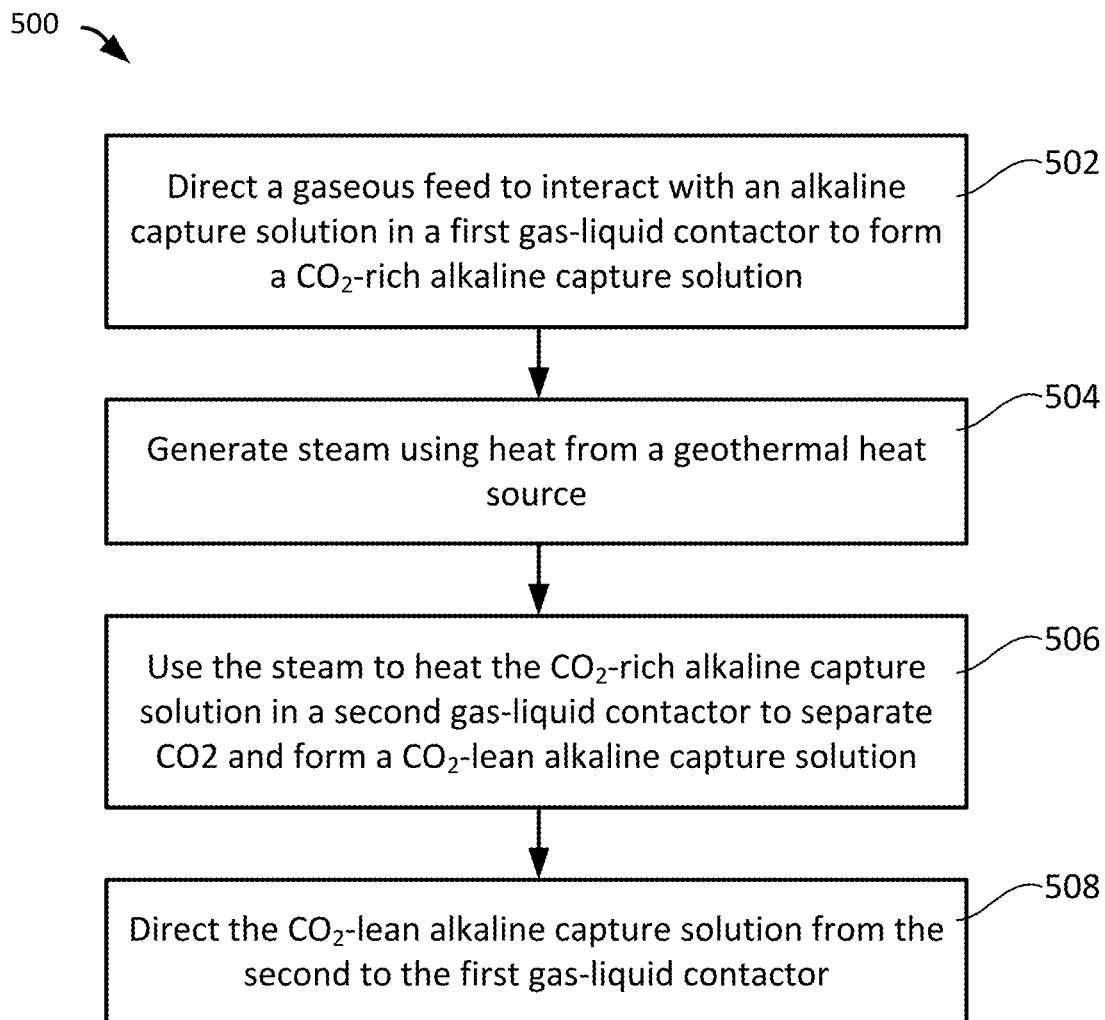 500
502
Direct a gaseous feed to interact with an alkaline
capture solution in a first gas-liquid contactor to form
a CO₂-rich alkaline capture solution
504
Generate steam using heat from a geothermal heat
source
506
Use the steam to heat the CO₂-rich alkaline capture
solution in a second gas-liquid contactor to separate
CO2 and form a CO₂-lean alkaline capture solution
508
Direct the CO₂-lean alkaline capture solution from the
second to the first gas-liquid contactor